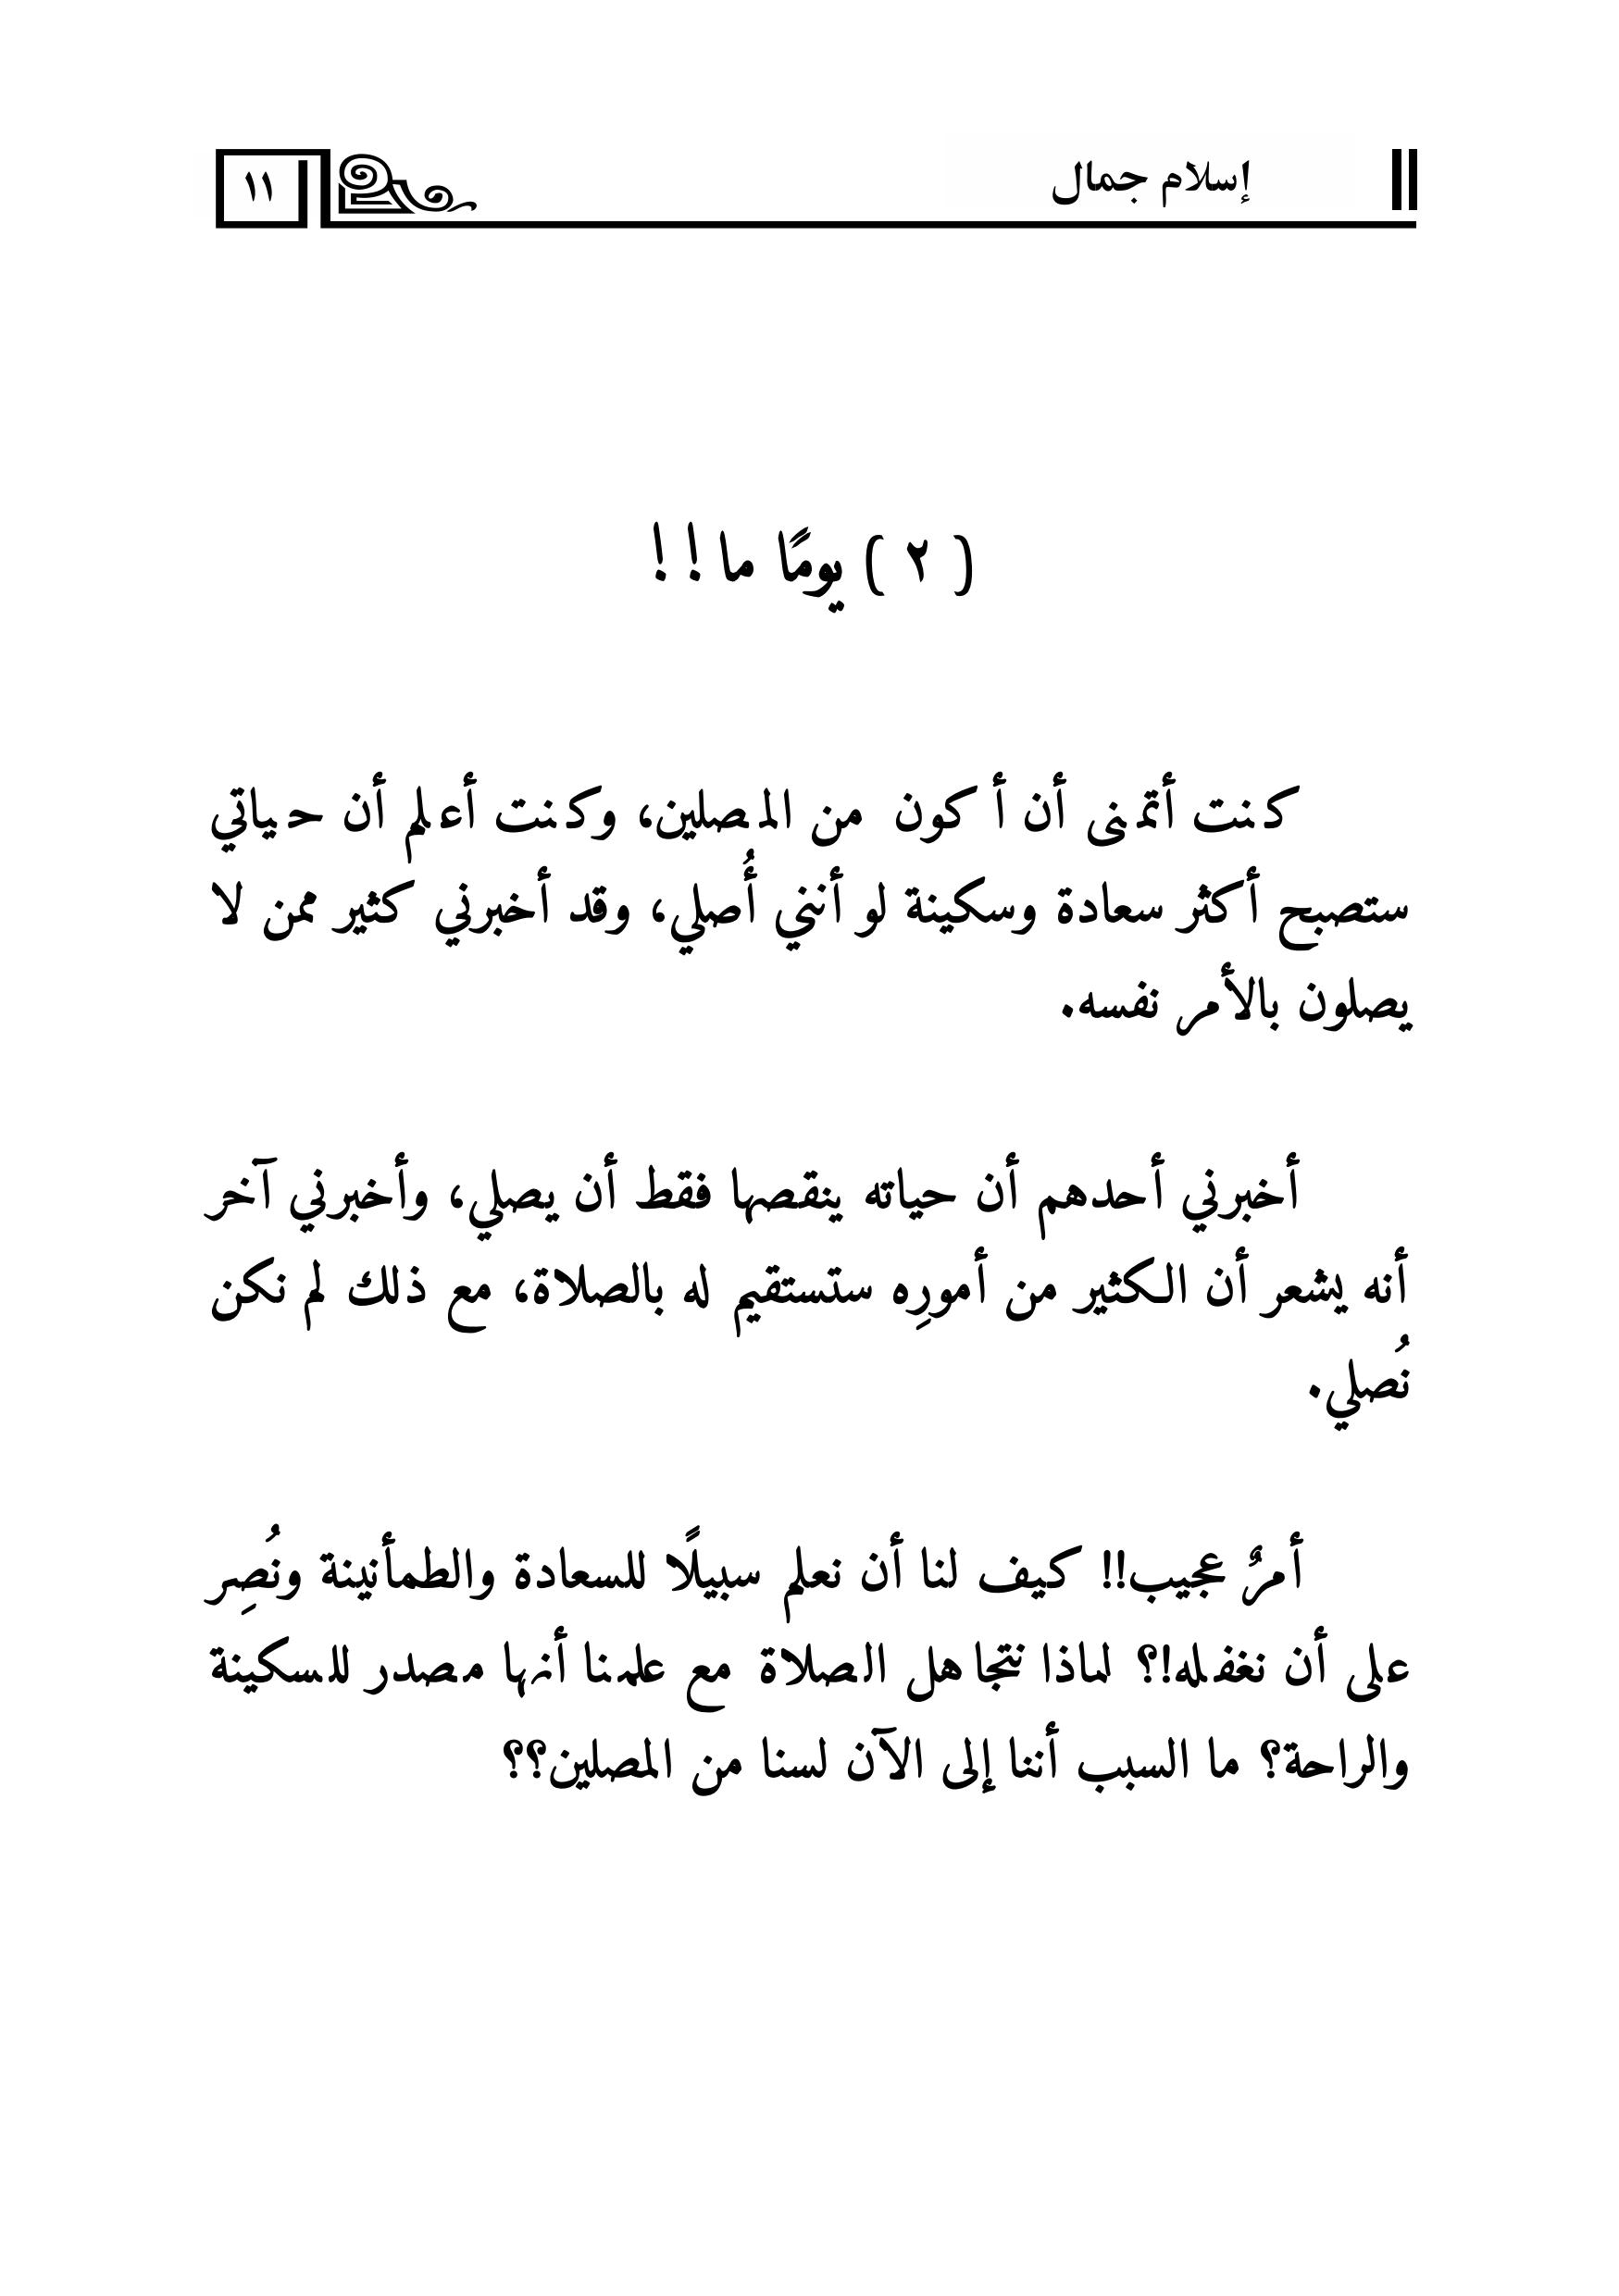 إسلام جمال
١١
( ٢ ) يومًا ما ! !
كنت أتمنى أن أكون من المصلين، وكنت أعلم أن حياتي
ستصبح أكثر سعادة وسكينة لو أنني أُصلي، وقد أخبرني كثير ممن لا
يصلون بالأمر نفسه.
أخبرني أحدهم أن حياته ينقصها فقط أن يصلي، وأخبرني آخر
أنه يشعر أن الكثير من أمورِه ستستقيم له بالصلاة، مع ذلك لم نكن
نُصلي.
أمرٌ عجيب!! كيف لنا أن نعلم سبيلًا للسعادة والطمأنينة ونُصِر
على أن نغفله!؟ لماذا نتجاهل الصلاة مع علمنا أنها مصدر للسكينة
والراحة؟ ما السبب أننا إلى الآن لسنا من المصلين؟؟